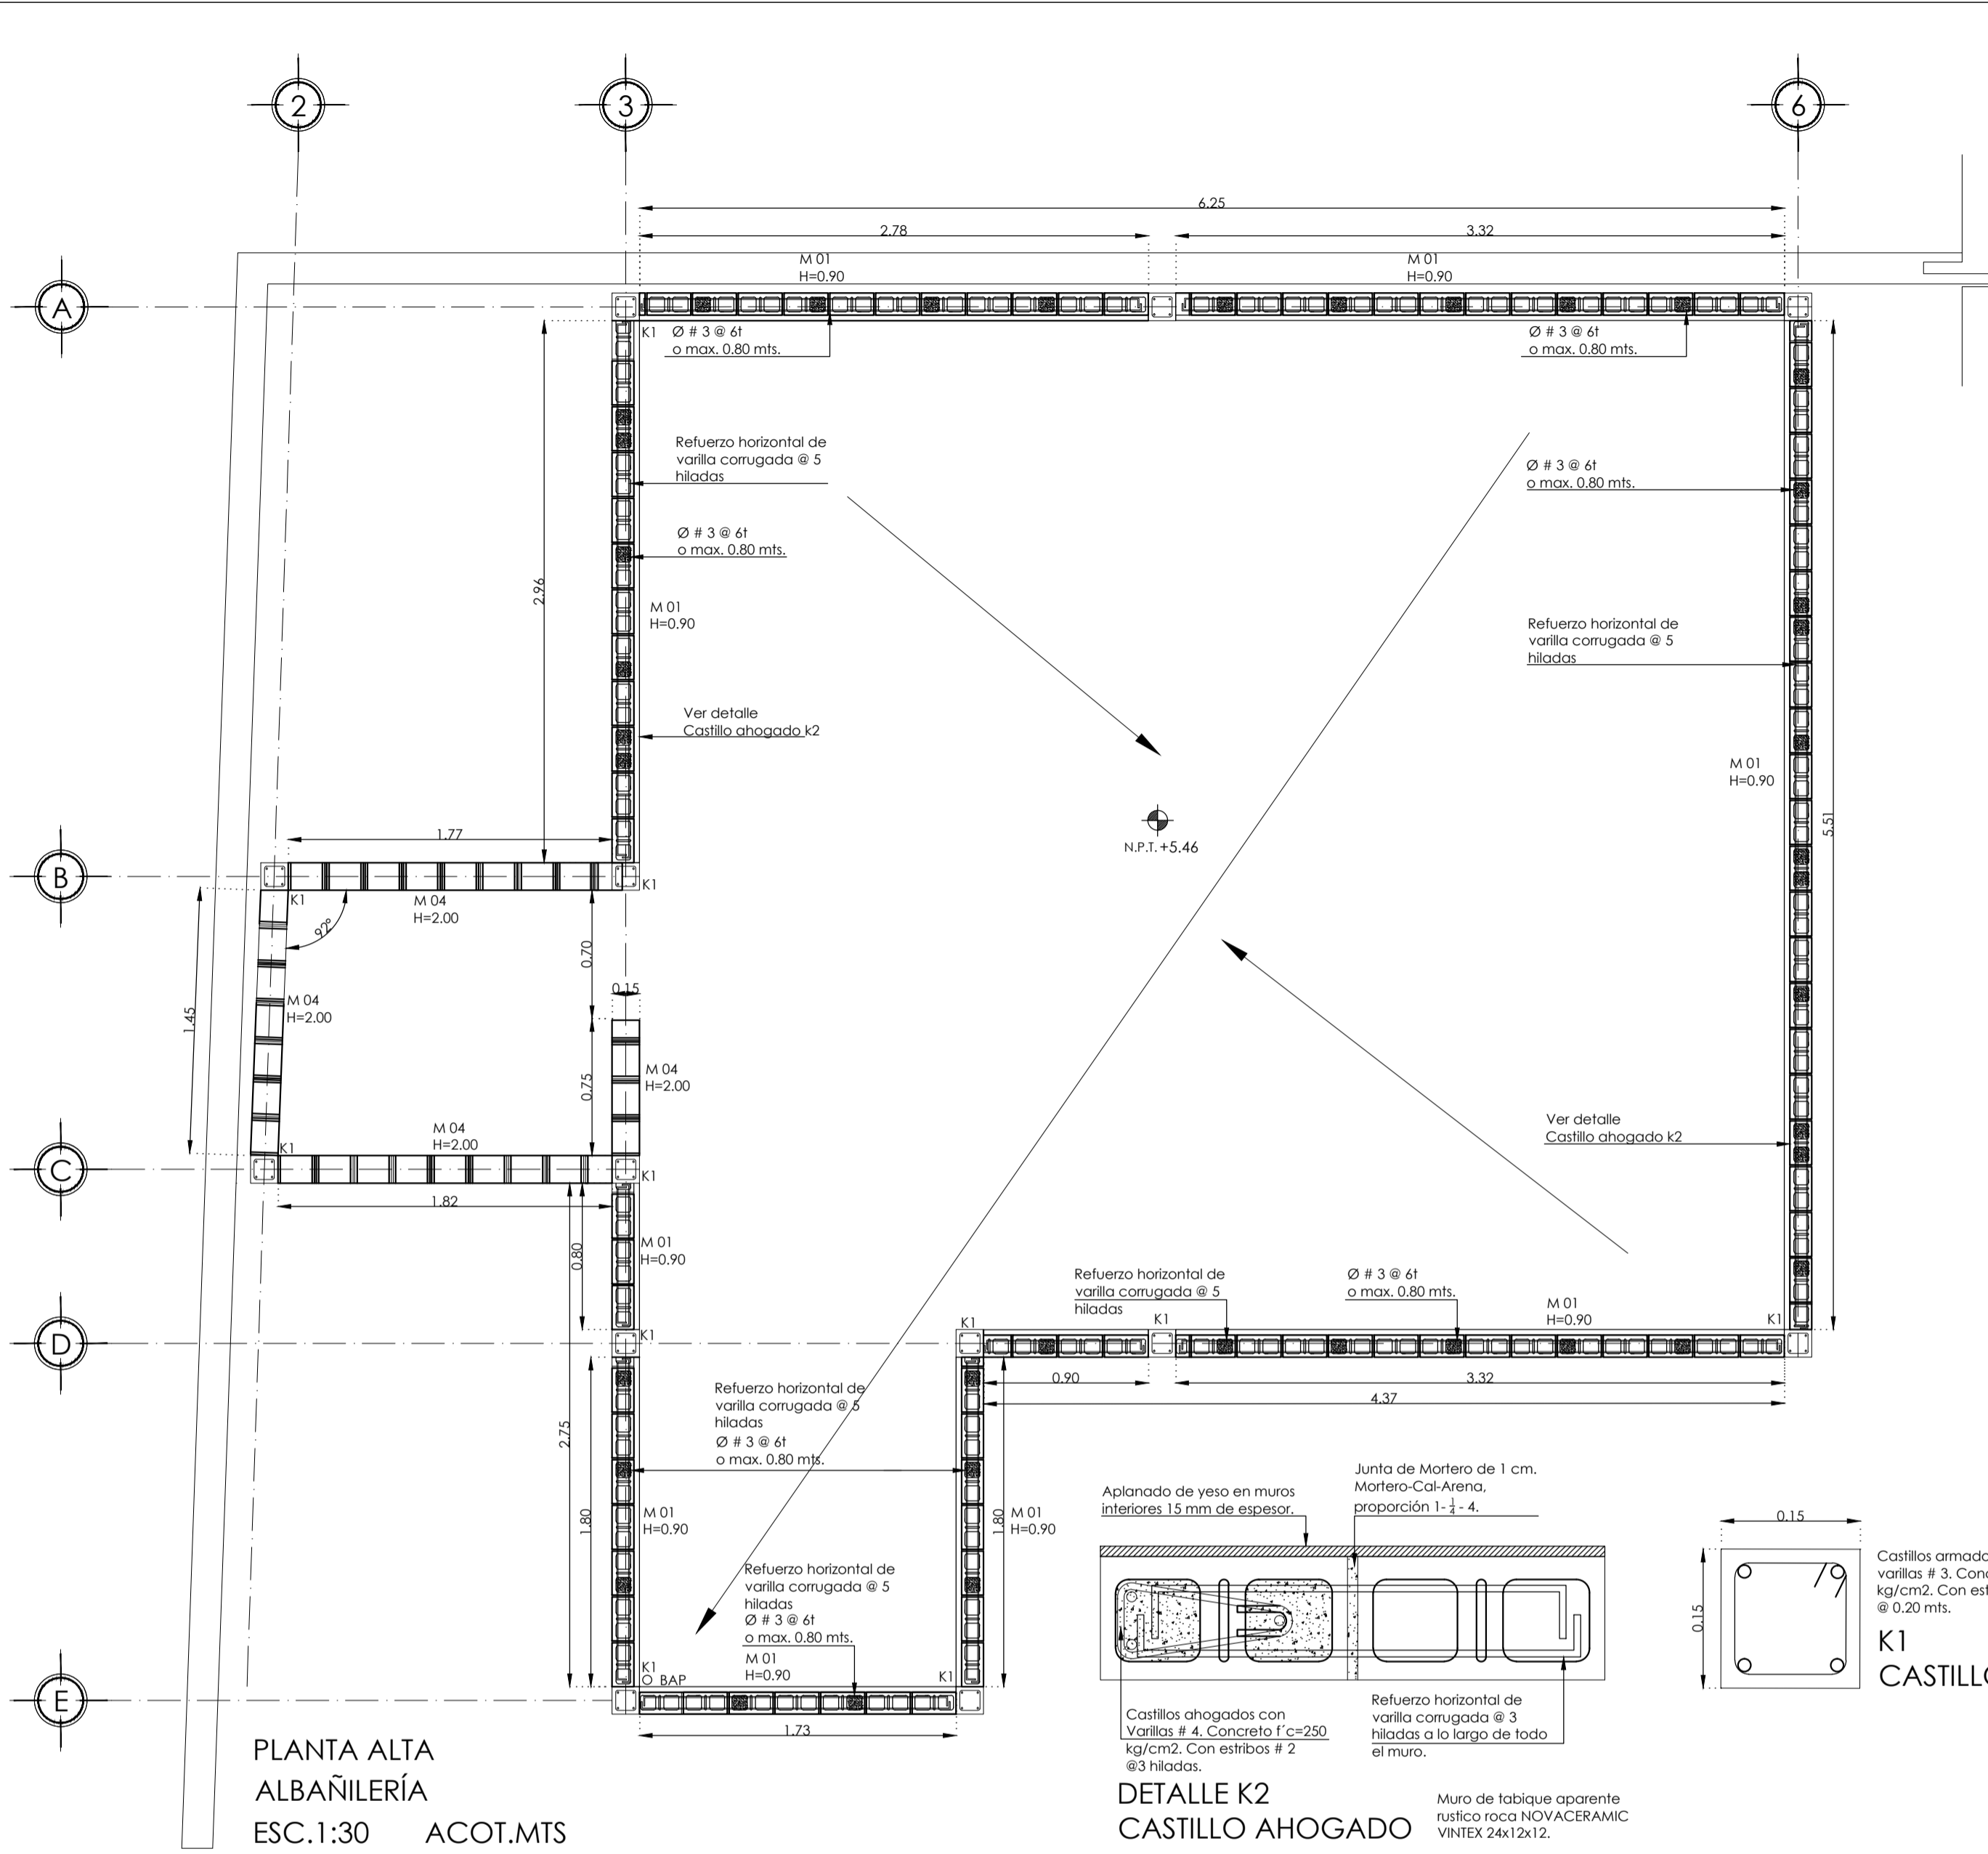 2
3
6
6.25
2.78
3.32
M 01
H=0.90
M 01
H=0.90
A
K1
Ø # 3 @ 6t
o max. 0.80 mts.
Ø # 3 @ 6t
o max. 0.80 mts.
Refuerzo horizontal de
varilla corrugada @ 5
hiladas
Ø # 3 @ 6t
o max. 0.80 mts.
Ø # 3 @ 6t
o max. 0.80 mts.
2.96
M 01
H=0.90
Refuerzo horizontal de
varilla corrugada @ 5
hiladas
Ver detalle
Castillo ahogado k2
M 01
H=0.90
5.51
1.77
N.P.T.+5.46
B
K1
K1
M 04
H=2.00
92°
0.70
0.15
1.45
M 04
H=2.00
0.75
M 04
H=2.00
Ver detalle
Castillo ahogado k2
M 04
H=2.00
K1
C
K1
1.82
0.80
M 01
H=0.90
Refuerzo horizontal de
varilla corrugada @ 5
hiladas
Ø # 3 @ 6t
o max. 0.80 mts.
M 01
H=0.90
D
K1
K1
K1
K1
0.90
3.32
4.37
2.75
Refuerzo horizontal de
varilla corrugada @ 5
hiladas
Ø # 3 @ 6t
o max. 0.80 mts.
1.80
M 01
H=0.90
1.80
M 01
H=0.90
Refuerzo horizontal de
varilla corrugada @ 5
hiladas
Ø # 3 @ 6t
o max. 0.80 mts.
M 01
H=0.90
K1
BAP
K1
E
1.73
Aplanado de yeso en muros
interiores 15 mm de espesor.
Junta de Mortero de 1 cm.
Mortero-Cal-Arena,
proporción 1- 1/4 - 4.
Castillos ahogados con
Varillas # 4. Concreto f´c=250
kg/cm2. Con estribos # 2
@3 hiladas.
Refuerzo horizontal de
varilla corrugada @ 3
hiladas a lo largo de todo
el muro.
DETALLE K2
CASTILLO AHOGADO
Muro de tabique aparente
rustico roca NOVACERAMIC
VINTEX 24x12x12.
0.15
0.15
Castillos armado
varillas # 3. Conc
kg/cm2. Con est
@ 0.20 mts.
K1
CASTILLO
PLANTA ALTA
ALBAÑILERÍA
ESC.1:30 ACOT.MTS